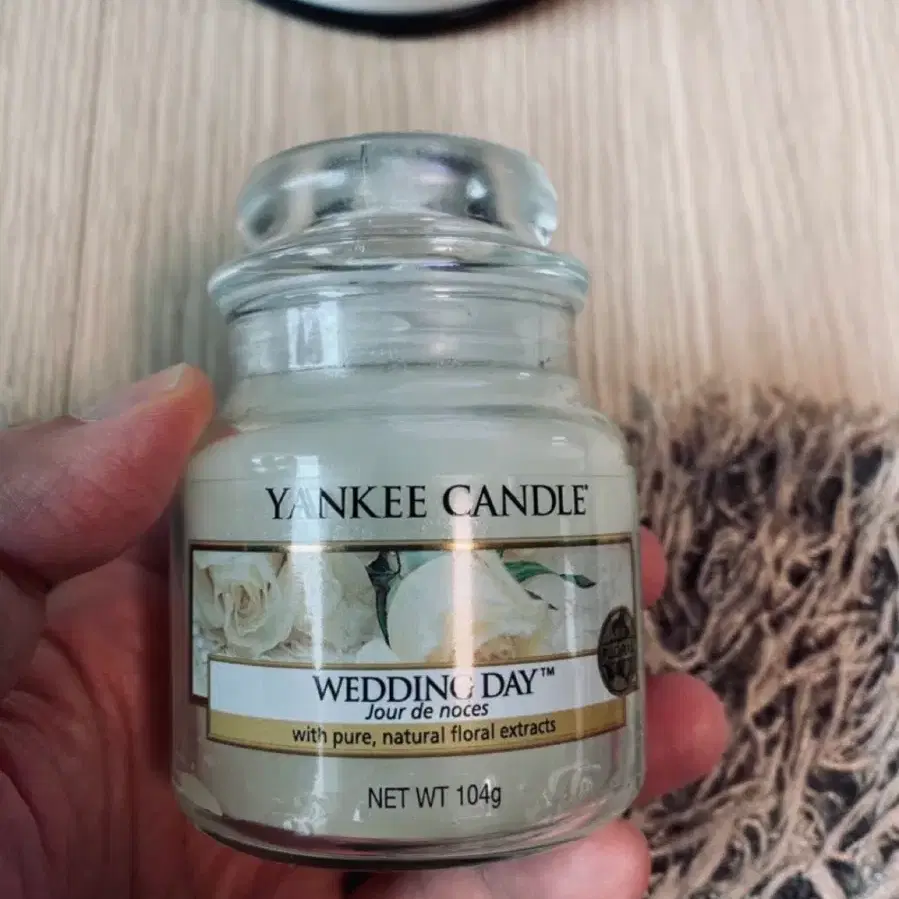 YANKEE CANDLE®
WEDDING DAY™
Jour de noces
with pure, natural floral extracts
NET WT 104g